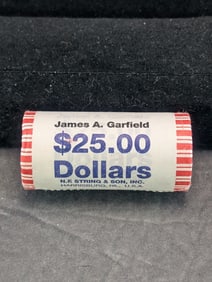 James A. Garfield
$25.00
Dollars
N.F. STRING & SON, INC.
HARRISBURG, PA., U.S.A.